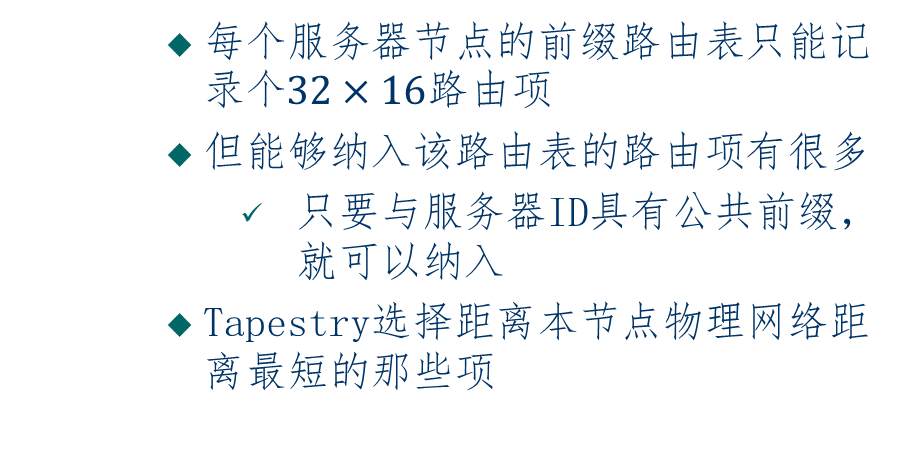 ◆ 每个服务器节点的前缀路由表只能记
录个32 × 16路由项
◆ 但能够纳入该路由表的路由项有很多
✓ 只要与服务器ID具有公共前缀，
就可以纳入
◆ Tapestry选择距离本节点物理网络距
离最短的那些项